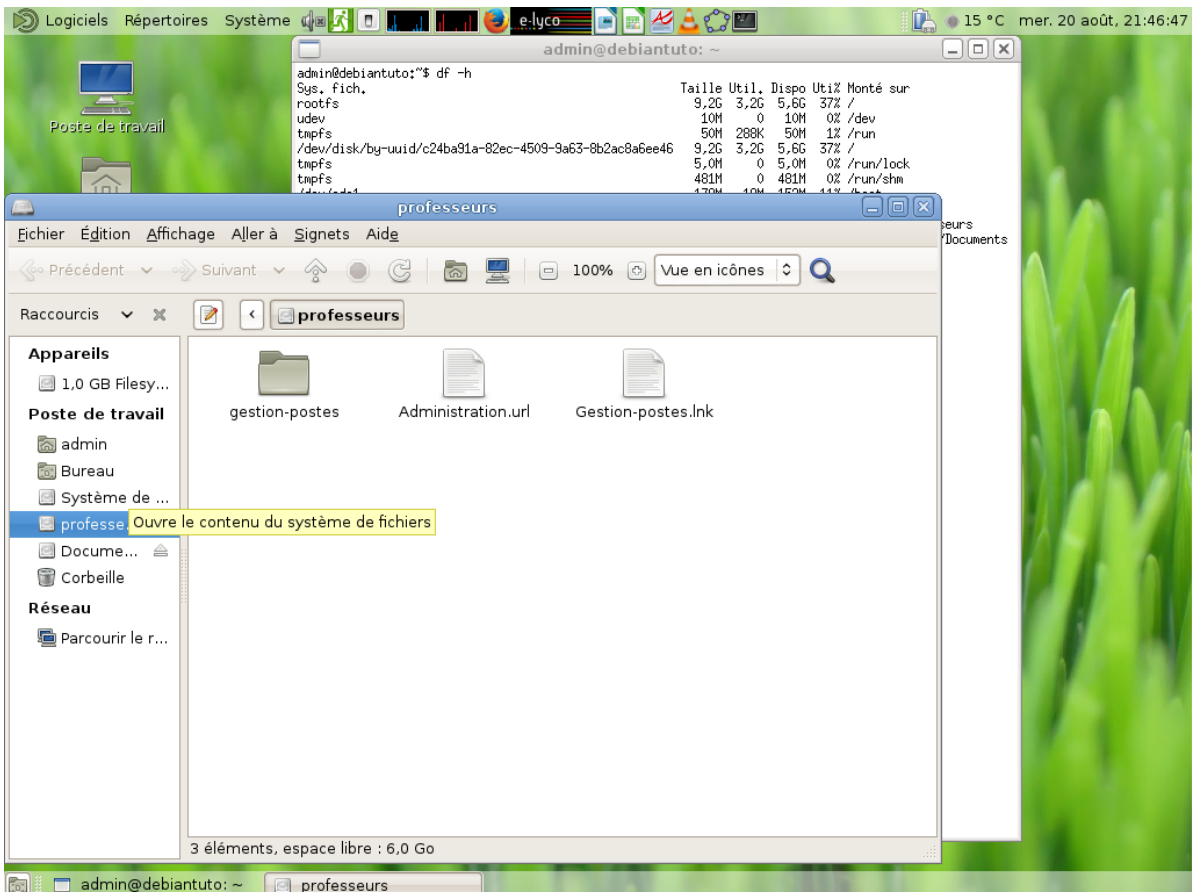 Logiciels Répertoires Système e-lyco 15 °C mer. 20 août, 21:46:47
Poste de travail
admin@debiantuto: ~
admin@debiantuto:~$ df -h
Sys. fich. Taille Util. Dispo Uti% Monté sur
rootfs 9,2G 3,2G 5,6G 37% /
udev 10M 0 10M 0% /dev
tmpfs 50M 288K 50M 1% /run
/dev/disk/by-uuid/c24ba91a-82ec-4509-9a63-8b2ac8a6ee46 9,2G 3,2G 5,6G 37% /
tmpfs 5,0M 0 5,0M 0% /run/lock
tmpfs 481M 0 481M 0% /run/shm
seurs
/Documents
professeurs
Fichier Édition Affichage Aller à Signets Aide
Précédent Suivant 100% Vue en icônes
Raccourcis professeurs
Appareils
1,0 GB Filesy...
Poste de travail
admin
Bureau
Système de ...
professe.
Docume...
Corbeille
Réseau
Parcourir le r...
Ouvre le contenu du système de fichiers
gestion-postes Administration.url Gestion-postes.lnk
3 éléments, espace libre : 6,0 Go
admin@debiantuto: ~ professeurs